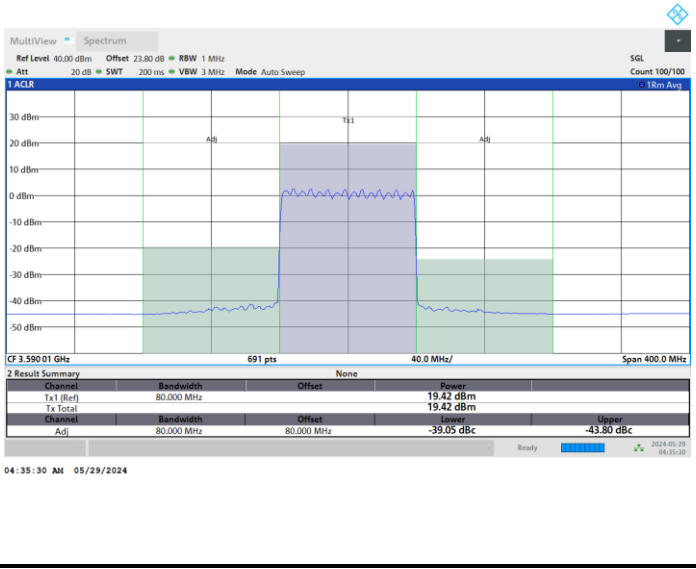 MultiView Spectrum
Ref Level 40.00 dBm Offset 23.80 dB RBW 1 MHz SGL
Att 20 dB SWT 200 ms VBW 3 MHz Mode Auto Sweep Count 100/100
1 ACLR 1Rm Avg
30 dBm
Tx1
20 dBm Adj Adj
10 dBm
0 dBm
-10 dBm
-20 dBm
-30 dBm
-40 dBm
-50 dBm
CF 3.590 01 GHz 691 pts 40.0 MHz/ Span 400.0 MHz
2 Result Summary None
Channel Bandwidth Offset Power
Tx1 (Ref) 80.000 MHz 19.42 dBm
Tx Total 19.42 dBm
Channel Bandwidth Offset Lower Upper
Adj 80.000 MHz 80.000 MHz -39.05 dBc -43.80 dBc
Ready 2024-05-29
04:35:30
04:35:30 AM 05/29/2024